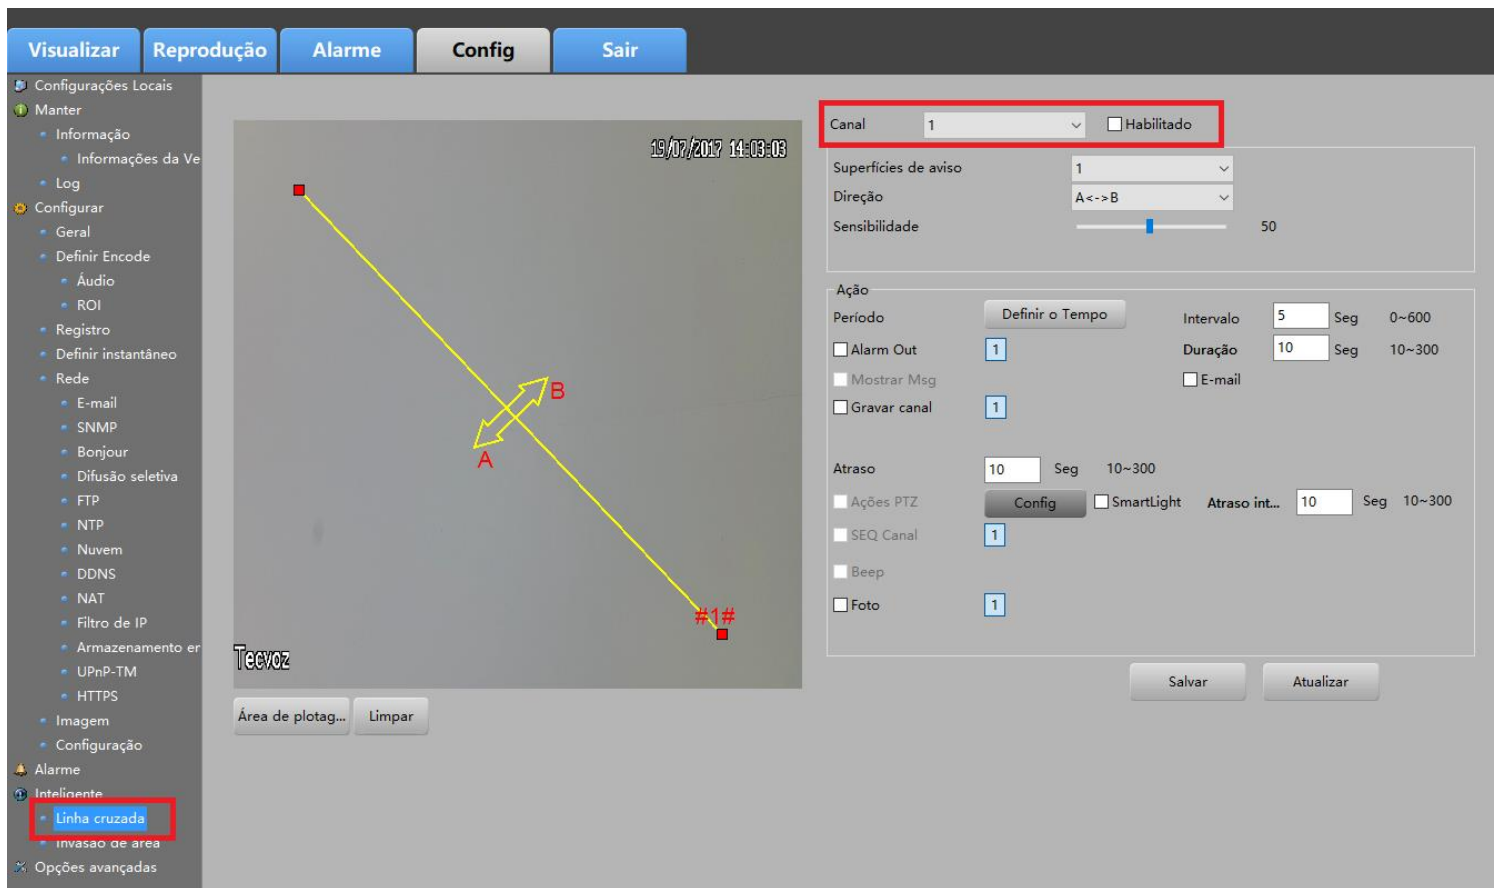 Visualizar Reprodução Alarme Config Sair
Configurações Locais
Manter
Informação
Informações da Ve
Log
Configurar
Geral
Definir Encode
Áudio
ROI
Registro
Definir instantâneo
Rede
E-mail
SNMP
Bonjour
Difusão seletiva
FTP
NTP
Nuvem
DDNS
NAT
Filtro de IP
Armazenamento er
UPnP-TM
HTTPS
Imagem
Configuração
Alarme
Inteligente
Linha cruzada
Invasão de área
Opções avançadas
19/07/2017 14:03:03
B
A
#1#
Tecvoz
Área de plotag... Limpar
Canal 1 Habilitado
Superfícies de aviso 1
Direção A<->B
Sensibilidade 50
Ação
Período Definir o Tempo Intervalo 5 Seg 0~600
Alarm Out 1 Duração 10 Seg 10~300
Mostrar Msg E-mail
Gravar canal 1
Atraso 10 Seg 10~300
Ações PTZ Config SmartLight Atraso int... 10 Seg 10~300
SEQ Canal 1
Beep
Foto 1
Salvar Atualizar